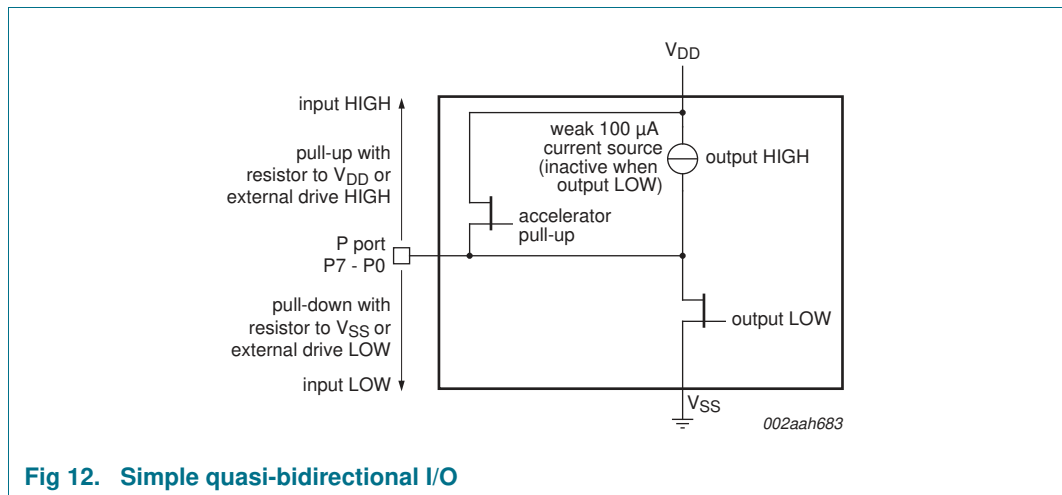 VDD
input HIGH
pull-up with
resistor to VDD or
external drive HIGH
weak 100 µA
current source
(inactive when
output LOW)
output HIGH
accelerator
pull-up
P port
P7 - P0
pull-down with
resistor to VSS or
external drive LOW
input LOW
output LOW
VSS
002aah683
Fig 12. Simple quasi-bidirectional I/O